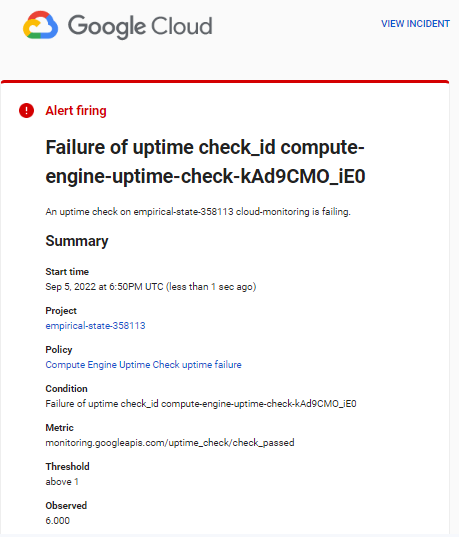 Google Cloud
VIEW INCIDENT
Alert firing
Failure of uptime check_id compute-
engine-uptime-check-kAd9CMO_iE0
An uptime check on empirical-state-358113 cloud-monitoring is failing.
Summary
Start time
Sep 5, 2022 at 6:50PM UTC (less than 1 sec ago)
Project
empirical-state-358113
Policy
Compute Engine Uptime Check uptime failure
Condition
Failure of uptime check_id compute-engine-uptime-check-kAd9CMO_iE0
Metric
monitoring.googleapis.com/uptime_check/check_passed
Threshold
above 1
Observed
6.000